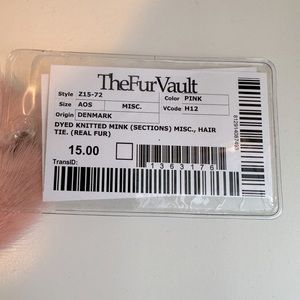 TheFurVault
Style Z15-72 Color PINK
Size AOS MISC. VCode H12
Origin DENMARK
DYED KNITTED MINK (SECTIONS) MISC., HAIR
TIE. (REAL FUR)
15.00
1363176
TransID: